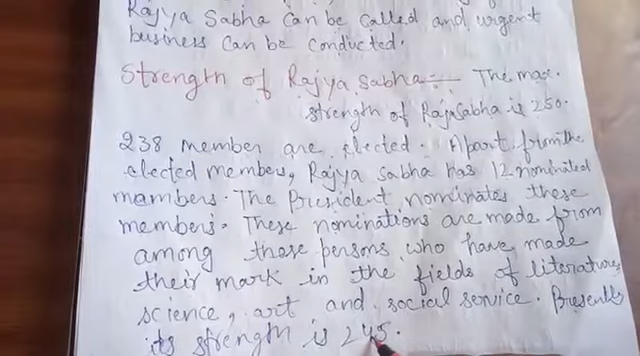 Rajya Sabha Can be Called and urgent
business Can be conducted.
Strength of Rajya Sabha:— The max.
strength of RajaSabha is 250.
238 member are elected. Apart from the
elected members, Rajya Sabha has 12 nominated
mambers. The President nominates these
members. These nominations are made from
among those persons who have made
their mark in the fields of literature,
science, art and social service. Presently
its strength is 245.